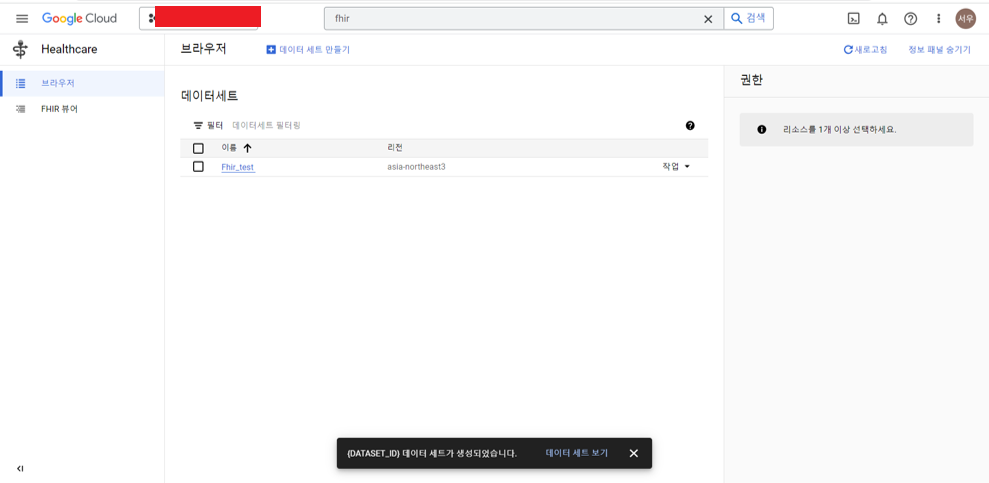 Google Cloud
fhir
검색
서우
Healthcare
브라우저
데이터 세트 만들기
새로고침
정보 패널 숨기기
브라우저
FHIR 뷰어
데이터세트
필터 데이터세트 필터링
이름 리전
Fhir_test asia-northeast3 작업
권한
리소스를 1개 이상 선택하세요.
{DATASET_ID} 데이터 세트가 생성되었습니다. 데이터 세트 보기